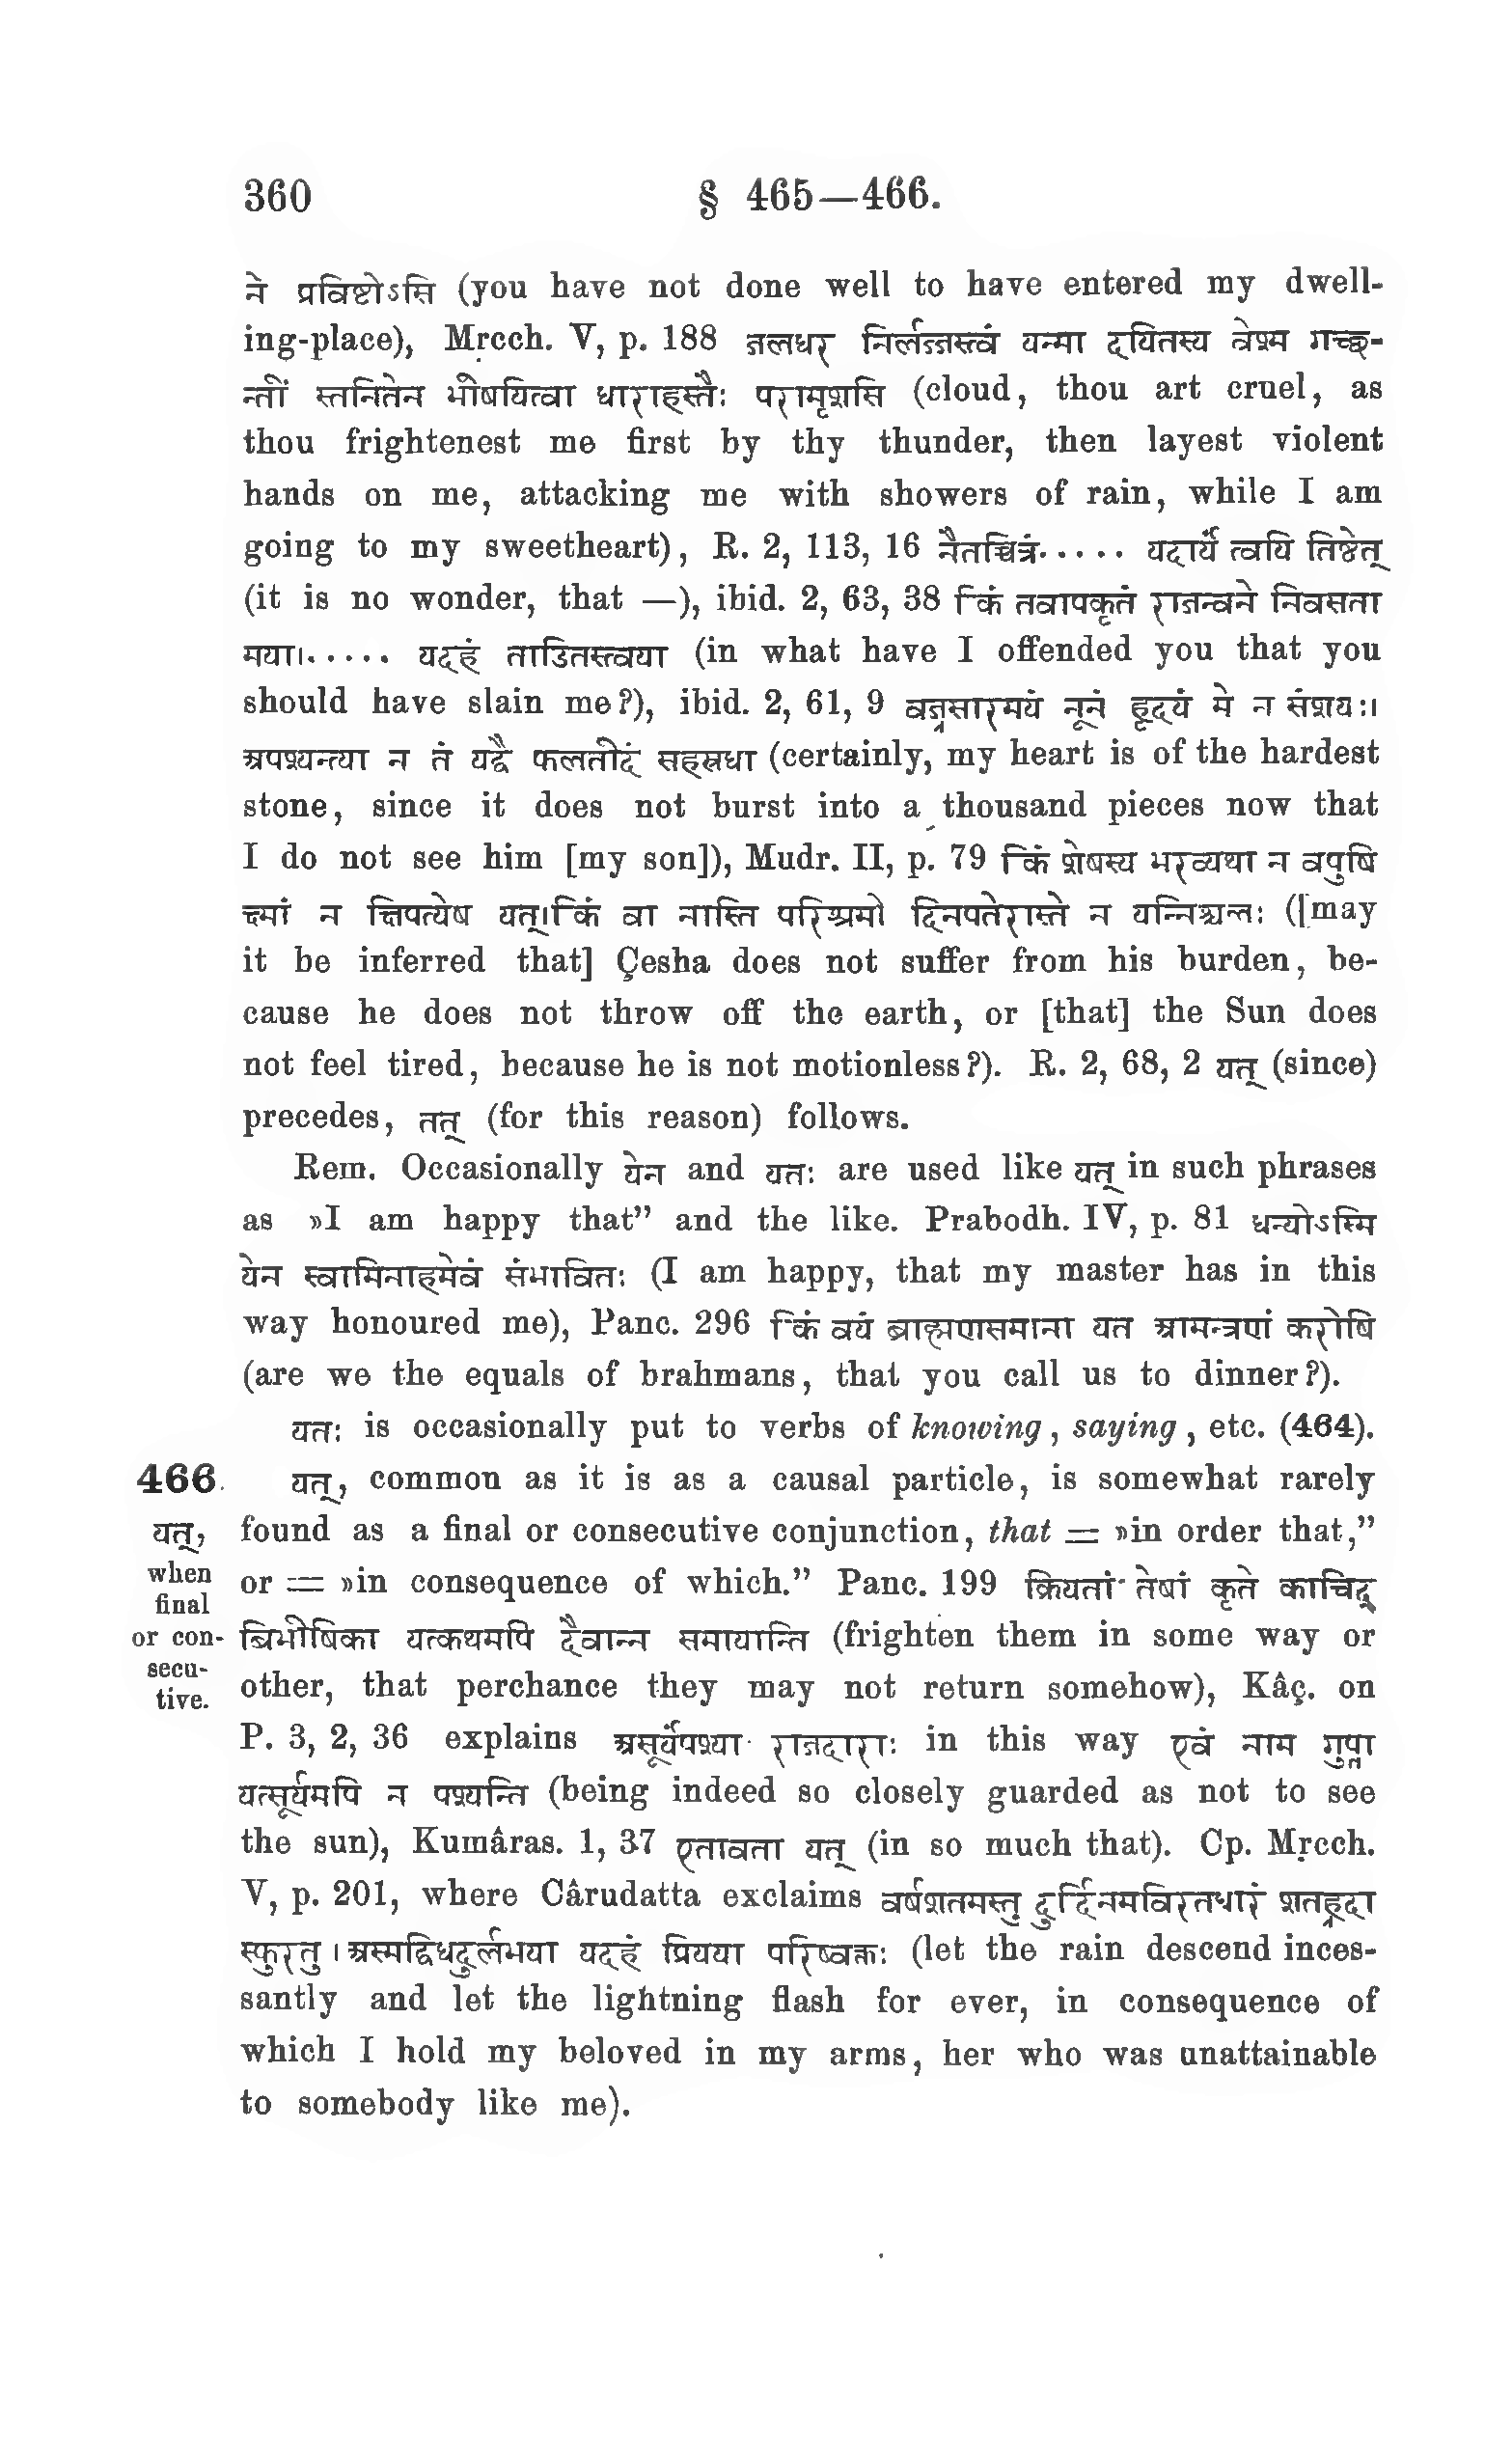 360 § 465—466.
ने प्रविष्टोऽसि (you have not done well to have entered my dwell-
ing-place), Mṛcch. V, p. 188 जलधर निर्लज्जस्त्वं यन्मा दयितस्य वेश्म गच्छ-
न्तीं स्तनितेन भीषयित्वा धाराहस्तैः परामृशसि (cloud, thou art cruel, as
thou frightenest me first by thy thunder, then layest violent
hands on me, attacking me with showers of rain, while I am
going to my sweetheart), R. 2, 113, 16 नैतच्चित्रं..... यदार्यं त्वयि तिष्ठेत्
(it is no wonder, that —), ibid. 2, 63, 38 किं तवापकृतं राजन्वने निवसता
मया।..... यदहं ताडितस्त्वया (in what have I offended you that you
should have slain me?), ibid. 2, 61, 9 वज्रसारमयं नूनं हृदयं मे न संशयः।
अपश्यन्त्या न तं यद्वै फलतीदं सहस्रधा (certainly, my heart is of the hardest
stone, since it does not burst into a thousand pieces now that
I do not see him [my son]), Mudr. II, p. 79 किं शेषस्य भरव्यथा न वपुषि
क्ष्मां न क्षिपत्येष यत्।किं वा नास्ति परिश्रमो दिनपतेरास्ते न यन्निश्चलः ([may
it be inferred that] Çesha does not suffer from his burden, be-
cause he does not throw off the earth, or [that] the Sun does
not feel tired, because he is not motionless?). R. 2, 68, 2 यत् (since)
precedes, तत् (for this reason) follows.
Rem. Occasionally येन and यतः are used like यत् in such phrases
as »I am happy that" and the like. Prabodh. IV, p. 81 धन्योऽस्मि
येन स्वामिनाहमेवं संभावितः (I am happy, that my master has in this
way honoured me), Panc. 296 किं वयं ब्राह्मणसमाना यत आमन्त्रणं करोषि
(are we the equals of brahmans, that you call us to dinner?).
यतः is occasionally put to verbs of knowing, saying, etc. (464).
466. यत्, common as it is as a causal particle, is somewhat rarely
यत्, when final or con- secu- tive.
found as a final or consecutive conjunction, that = »in order that,"
or = »in consequence of which." Panc. 199 क्रियतां तेषां कृते काचिद्
बिभीषिका यत्कथमपि दैवान्न समायान्ति (frighten them in some way or
other, that perchance they may not return somehow), Kâç. on
P. 3, 2, 36 explains असूर्यंपश्या राजदाराः in this way एवं नाम गुप्ता
यत्सूर्यमपि न पश्यन्ति (being indeed so closely guarded as not to see
the sun), Kumâras. 1, 37 एतावता यत् (in so much that). Cp. Mṛcch.
V, p. 201, where Cârudatta exclaims वर्षशतमस्तु दुर्दिनमविरतधारं शतह्रदा
स्फुरतु । अस्मद्विधदुर्लभया यदहं प्रियया परिष्वक्तः (let the rain descend inces-
santly and let the lightning flash for ever, in consequence of
which I hold my beloved in my arms, her who was unattainable
to somebody like me).